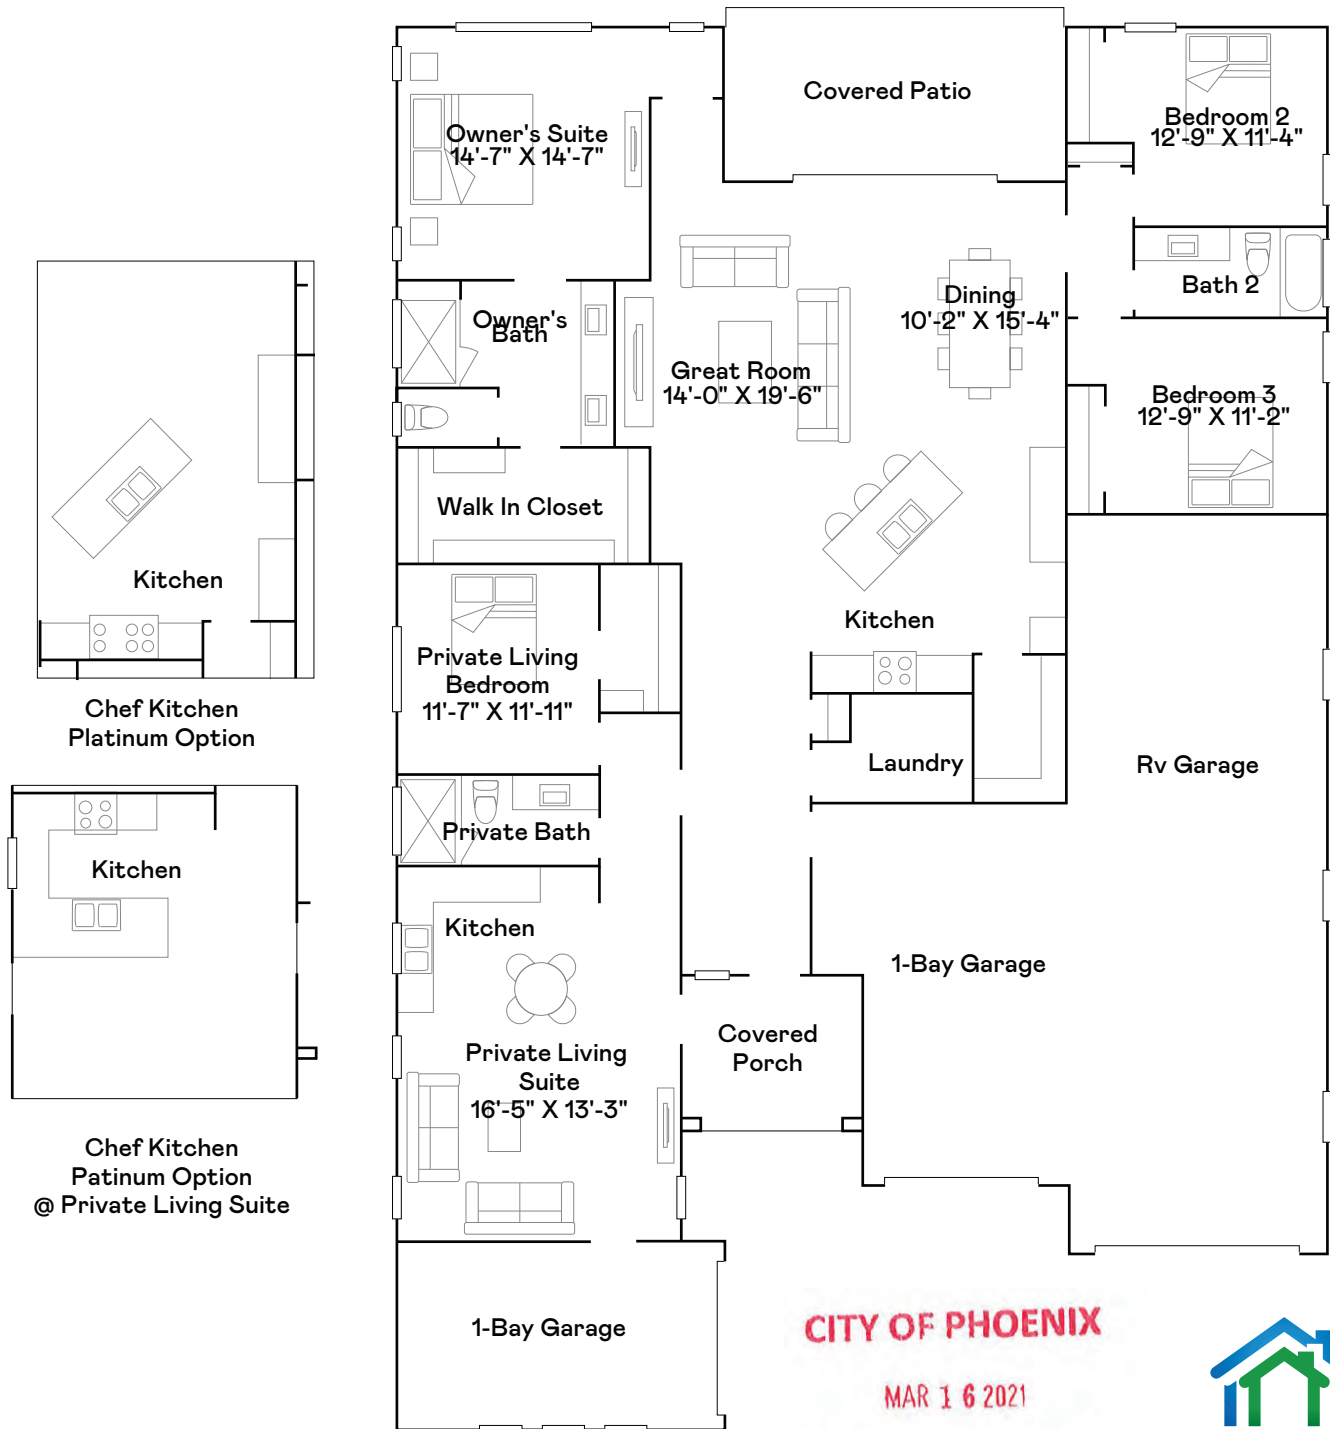 Covered Patio
Bedroom 2
12'-9" X 11'-4"
Owner's Suite
14'-7" X 14'-7"
Bath 2
Dining
10'-2" X 15'-4"
Owner's
Bath
Great Room
14'-0" X 19'-6"
Bedroom 3
12'-9" X 11'-2"
Walk In Closet
Kitchen
Kitchen
Private Living
Bedroom
11'-7" X 11'-11"
Chef Kitchen
Platinum Option
Laundry
Rv Garage
Private Bath
Kitchen
Kitchen
1-Bay Garage
Covered
Porch
Private Living
Suite
16'-5" X 13'-3"
Chef Kitchen
Patinum Option
@ Private Living Suite
1-Bay Garage
CITY OF PHOENIX
MAR 16 2021